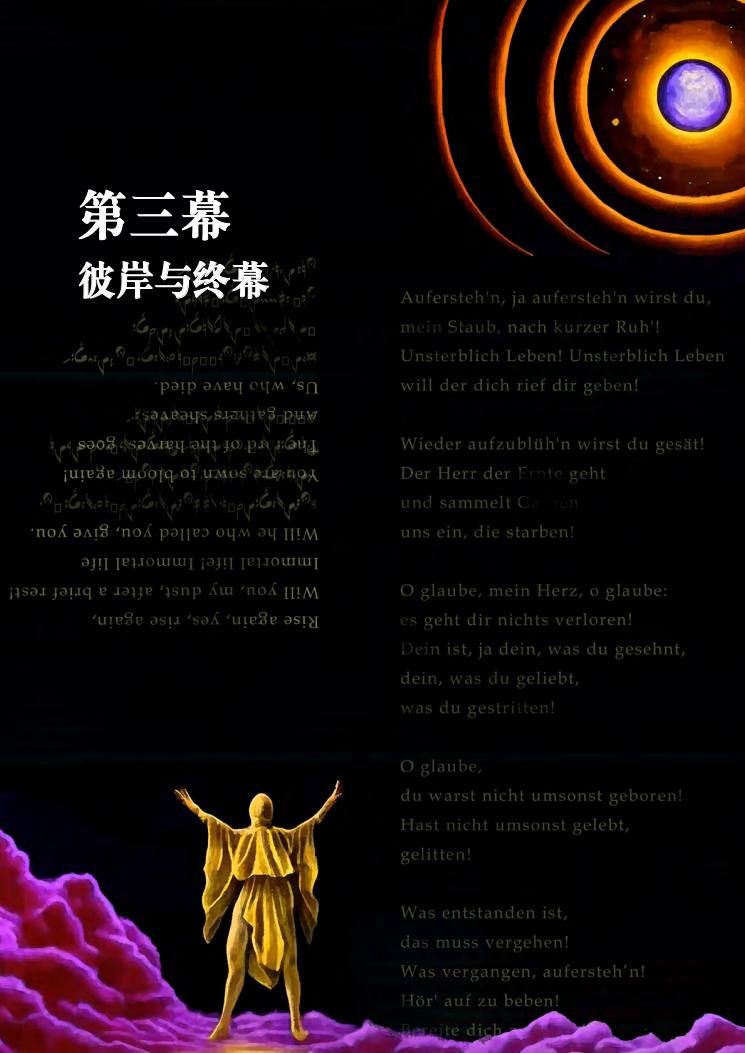 第三幕
彼岸与终幕
Us, who have died.
And gathers sheaves,
The Lord of the harvest goes
You are sown to bloom again!
Will he who called you, give you.
Immortal life! Immortal life
Will you, my dust, after a brief rest!
Rise again, yes, rise again,
Aufersteh'n, ja aufersteh'n wirst du,
mein Staub, nach kurzer Ruh'!
Unsterblich Leben! Unsterblich Leben
will der dich rief dir geben!
Wieder aufzublüh'n wirst du gesät!
Der Herr der Ernte geht
und sammelt
uns ein, die starben!
O glaube, mein Herz, o glaube:
es geht dir nichts verloren!
Dein ist, ja dein, was du gesehnt,
dein, was du geliebt,
was du gestritten!
O glaube,
du warst nicht umsonst geboren!
Hast nicht umsonst gelebt,
gelitten!
Was entstanden ist,
das muss vergehen!
Was vergangen, aufersteh’n!
Hör' auf zu beben!
Bereite dich